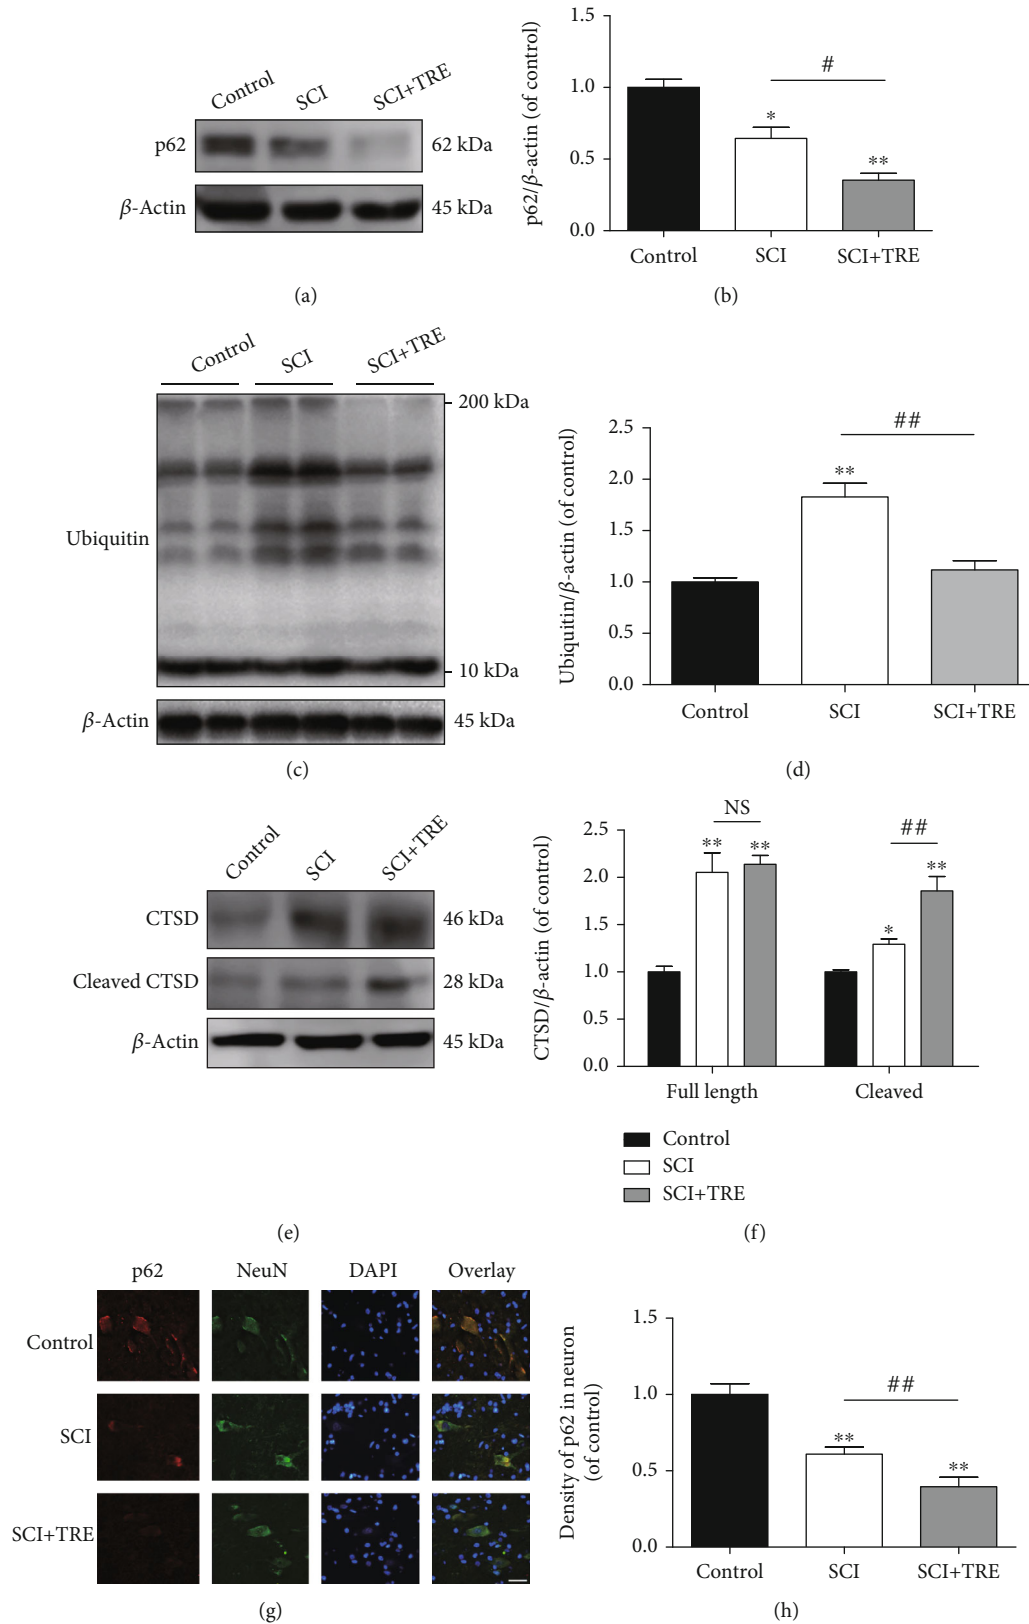 Control SCI SCI+TRE
p62 62 kDa
β-Actin 45 kDa
(a)
p62/β-actin (of control)
1.5
1.0
0.5
0.0
#
*
**
Control SCI SCI+TRE
(b)
Control SCI SCI+TRE
200 kDa
Ubiquitin
10 kDa
β-Actin 45 kDa
(c)
Ubiquitin/β-actin (of control)
2.5
2.0
1.5
1.0
0.5
0.0
##
**
Control SCI SCI+TRE
(d)
Control SCI SCI+TRE
CTSD 46 kDa
Cleaved CTSD 28 kDa
β-Actin 45 kDa
(e)
CTSD/β-actin (of control)
2.5
2.0
1.5
1.0
0.5
0.0
NS
** **
##
* **
Full length Cleaved
Control
SCI
SCI+TRE
(f)
p62 NeuN DAPI Overlay
Control
SCI
SCI+TRE
(g)
Density of p62 in neuron
(of control)
1.5
1.0
0.5
0.0
##
**
**
Control SCI SCI+TRE
(h)